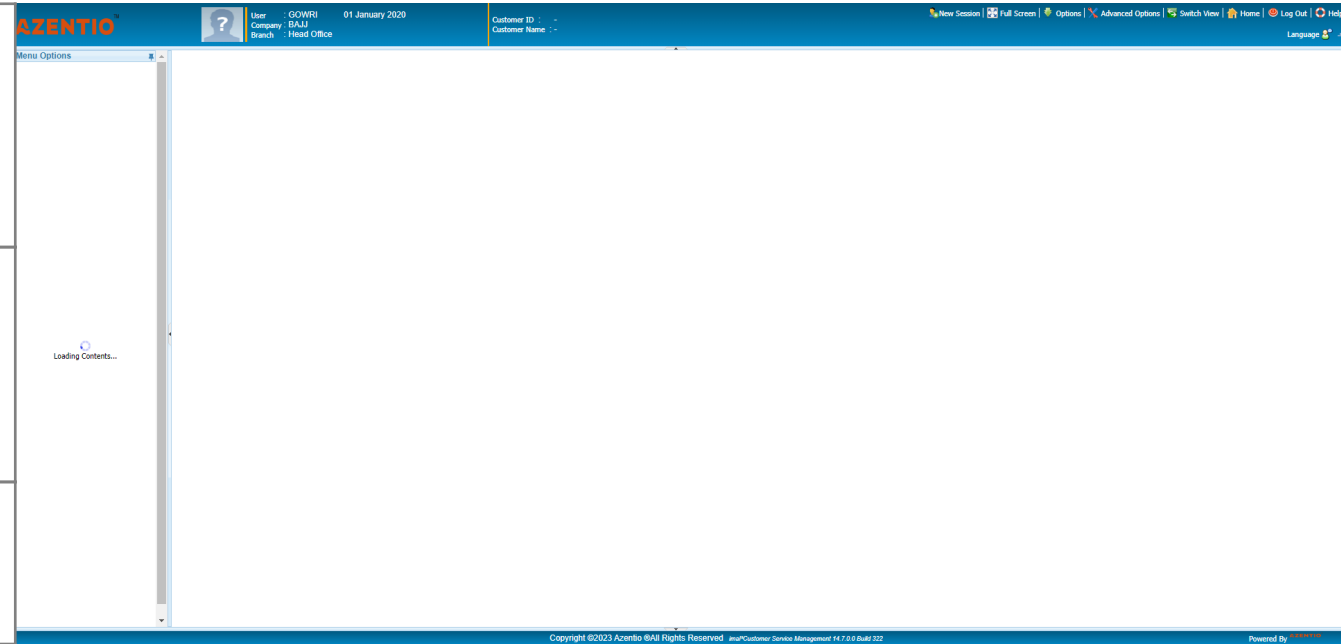 AZENTIO™
User : GOWRI 01 January 2020
Company : BAJJ
Branch : Head Office
Customer ID : -
Customer Name : -
New Session | Full Screen | Options | Advanced Options | Switch View | Home | Log Out | Help
Language
Menu Options
Loading Contents...
Copyright ©2023 Azentio ®All Rights Reserved imal®Customer Service Management 14.7.0.0 Build 322
Powered By AZENTIO